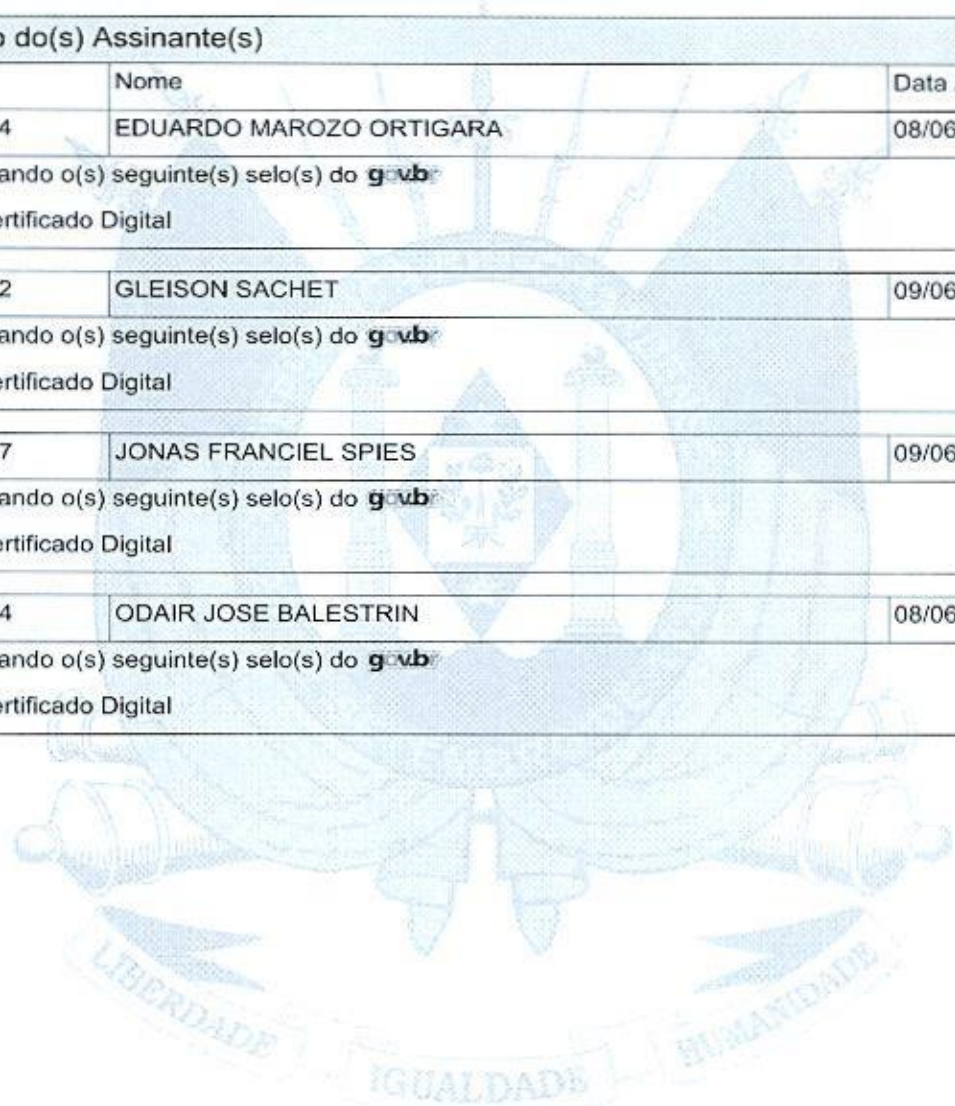 o do(s) Assinante(s)
Nome Data
4 EDUARDO MAROZO ORTIGARA 08/06
ando o(s) seguinte(s) selo(s) do gov.br
ertificado Digital
2 GLEISON SACHET 09/06
ando o(s) seguinte(s) selo(s) do gov.br
ertificado Digital
7 JONAS FRANCIEL SPIES 09/06
ando o(s) seguinte(s) selo(s) do gov.br
ertificado Digital
4 ODAIR JOSE BALESTRIN 08/06
ando o(s) seguinte(s) selo(s) do gov.br
ertificado Digital
LIBERDADE IGUALDADE HUMANIDADE